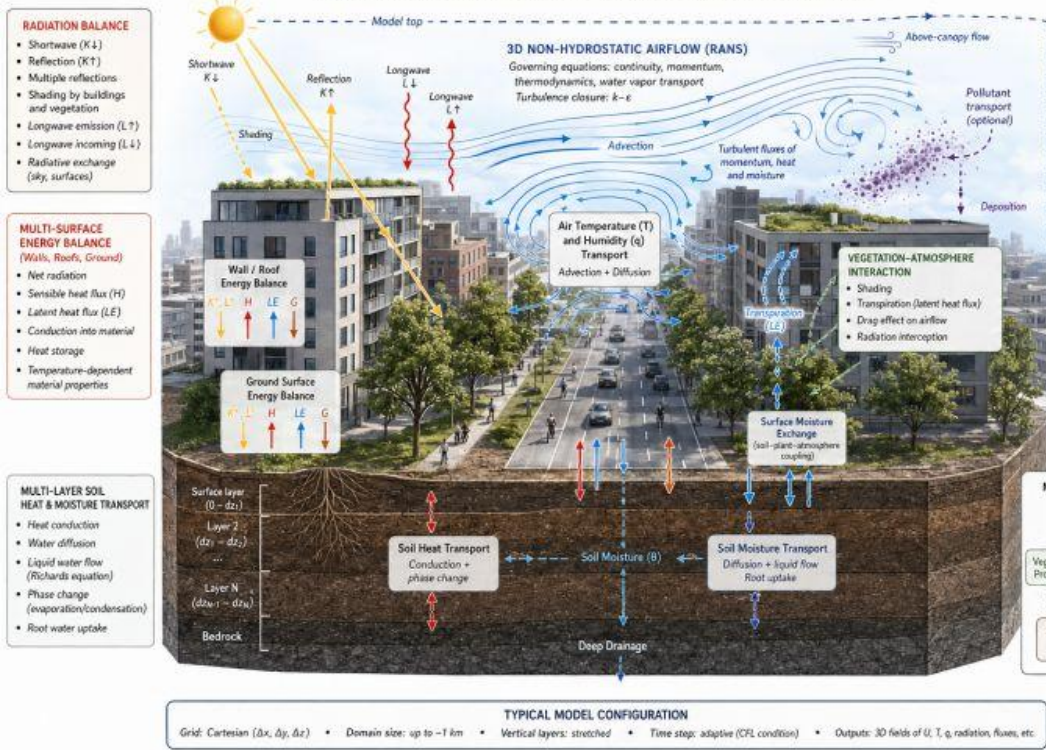 RADIATION BALANCE
• Shortwave (K↓)
• Reflection (K↑)
• Multiple reflections
• Shading by buildings
and vegetation
• Longwave emission (L↑)
• Longwave incoming (L↓)
• Radiative exchange
(sky, surfaces)
MULTI-SURFACE
ENERGY BALANCE
(Walls, Roofs, Ground)
• Net radiation
• Sensible heat flux (H)
• Latent heat flux (LE)
• Conduction into material
• Heat storage
• Temperature-dependent
material properties
MULTI-LAYER SOIL
HEAT & MOISTURE TRANSPORT
• Heat conduction
• Water diffusion
• Liquid water flow
(Richards equation)
• Phase change
(evaporation/condensation)
• Root water uptake
Model top
Shortwave
K↓
Reflection
K↑
Longwave
L↓
Longwave
L↑
Shading
3D NON-HYDROSTATIC AIRFLOW (RANS)
Governing equations: continuity, momentum,
thermodynamics, water vapor transport
Turbulence closure: k–ε
Above-canopy flow
Advection
Turbulent fluxes of
momentum, heat
and moisture
Pollutant
transport
(optional)
Deposition
Air Temperature (T)
and Humidity (q)
Transport
Advection + Diffusion
Wall / Roof
Energy Balance
H LE G
Ground Surface
Energy Balance
H LE G
VEGETATION–ATMOSPHERE
INTERACTION
• Shading
• Transpiration (latent heat flux)
• Drag effect on airflow
• Radiation interception
Transpiration
(LE)
Surface Moisture
Exchange
(soil–plant–atmosphere
coupling)
Surface layer
(0 – dz₁)
Layer 2
(dz₁ – dz₂)
...
Layer N
(dzN-1 – dzN)
Bedrock
Soil Heat Transport
Conduction +
phase change
Soil Moisture (θ)
Soil Moisture Transport
Diffusion + liquid flow
Root uptake
Deep Drainage
TYPICAL MODEL CONFIGURATION
Grid: Cartesian (Δx, Δy, Δz) • Domain size: up to ~1 km • Vertical layers: stretched • Time step: adaptive (CFL condition) • Outputs: 3D fields of U, T, q, radiation, fluxes, etc.